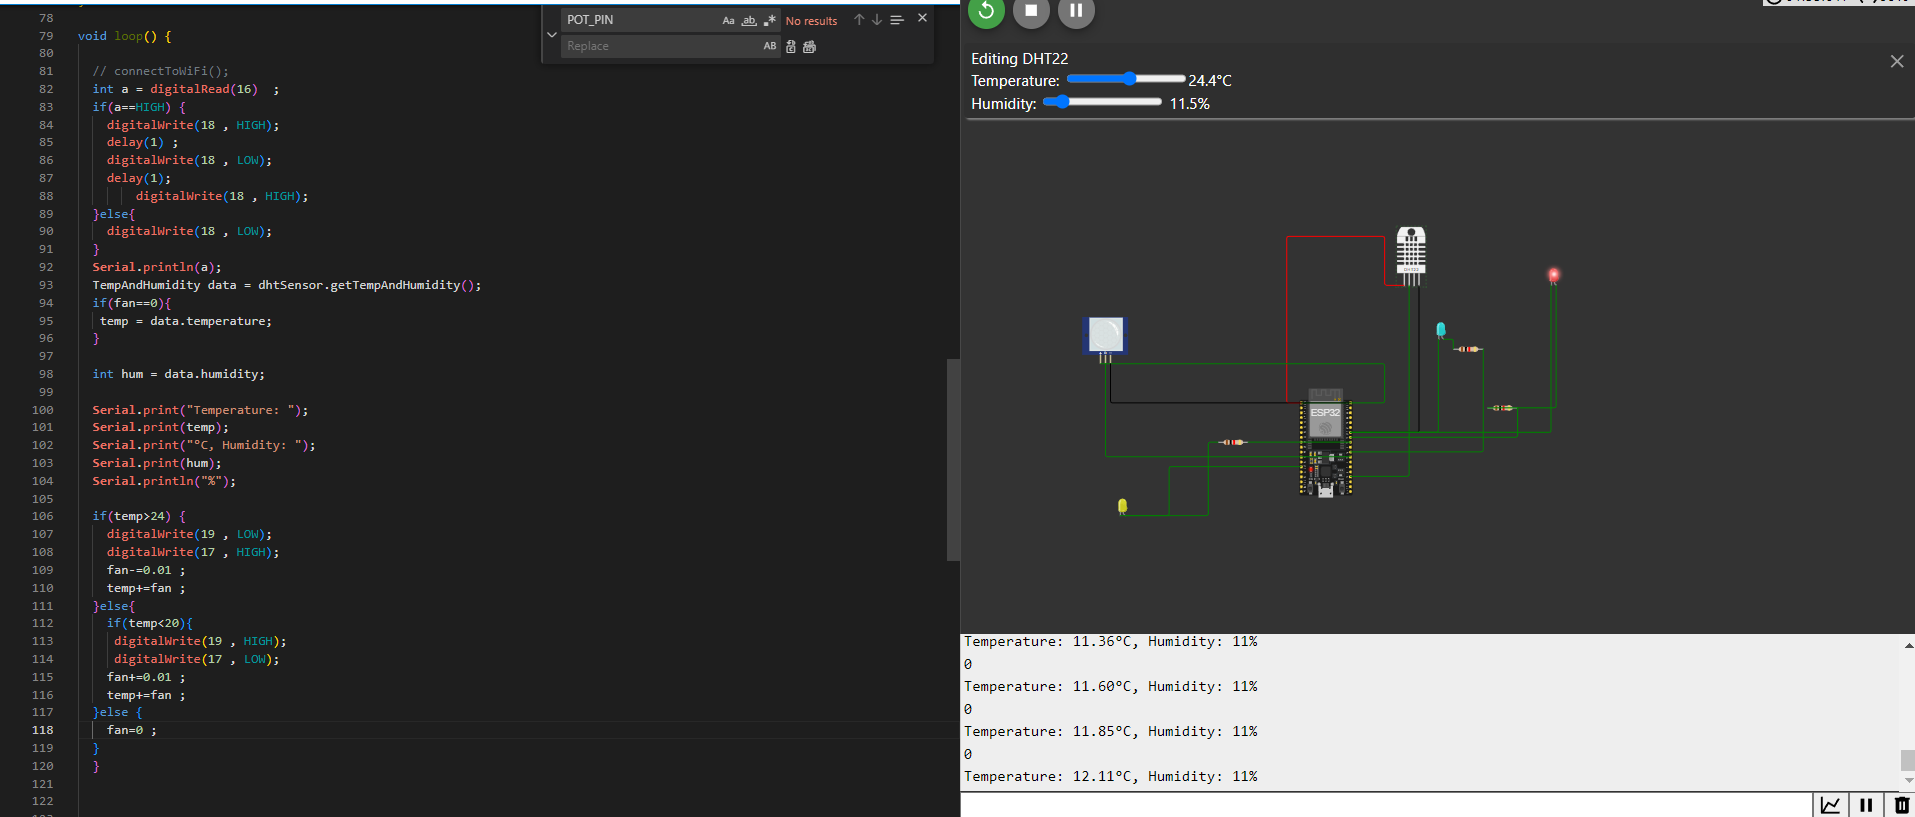 78
79 void loop() {
80
81 // connectToWiFi();
82 int a = digitalRead(16) ;
83 if(a==HIGH) {
84 digitalWrite(18 , HIGH);
85 delay(1) ;
86 digitalWrite(18 , LOW);
87 delay(1);
88 digitalWrite(18 , HIGH);
89 }else{
90 digitalWrite(18 , LOW);
91 }
92 Serial.println(a);
93 TempAndHumidity data = dhtSensor.getTempAndHumidity();
94 if(fan==0){
95 temp = data.temperature;
96 }
97
98 int hum = data.humidity;
99
100 Serial.print("Temperature: ");
101 Serial.print(temp);
102 Serial.print("°C, Humidity: ");
103 Serial.print(hum);
104 Serial.println("%");
105
106 if(temp>24) {
107 digitalWrite(19 , LOW);
108 digitalWrite(17 , HIGH);
109 fan-=0.01 ;
110 temp+=fan ;
111 }else{
112 if(temp<20){
113 digitalWrite(19 , HIGH);
114 digitalWrite(17 , LOW);
115 fan+=0.01 ;
116 temp+=fan ;
117 }else {
118 fan=0 ;
119 }
120 }
121
122
POT_PIN Aa ab .* No results
Replace AB
Editing DHT22
Temperature: 24.4°C
Humidity: 11.5%
DHT22
ESP32
Temperature: 11.36°C, Humidity: 11%
0
Temperature: 11.60°C, Humidity: 11%
0
Temperature: 11.85°C, Humidity: 11%
0
Temperature: 12.11°C, Humidity: 11%